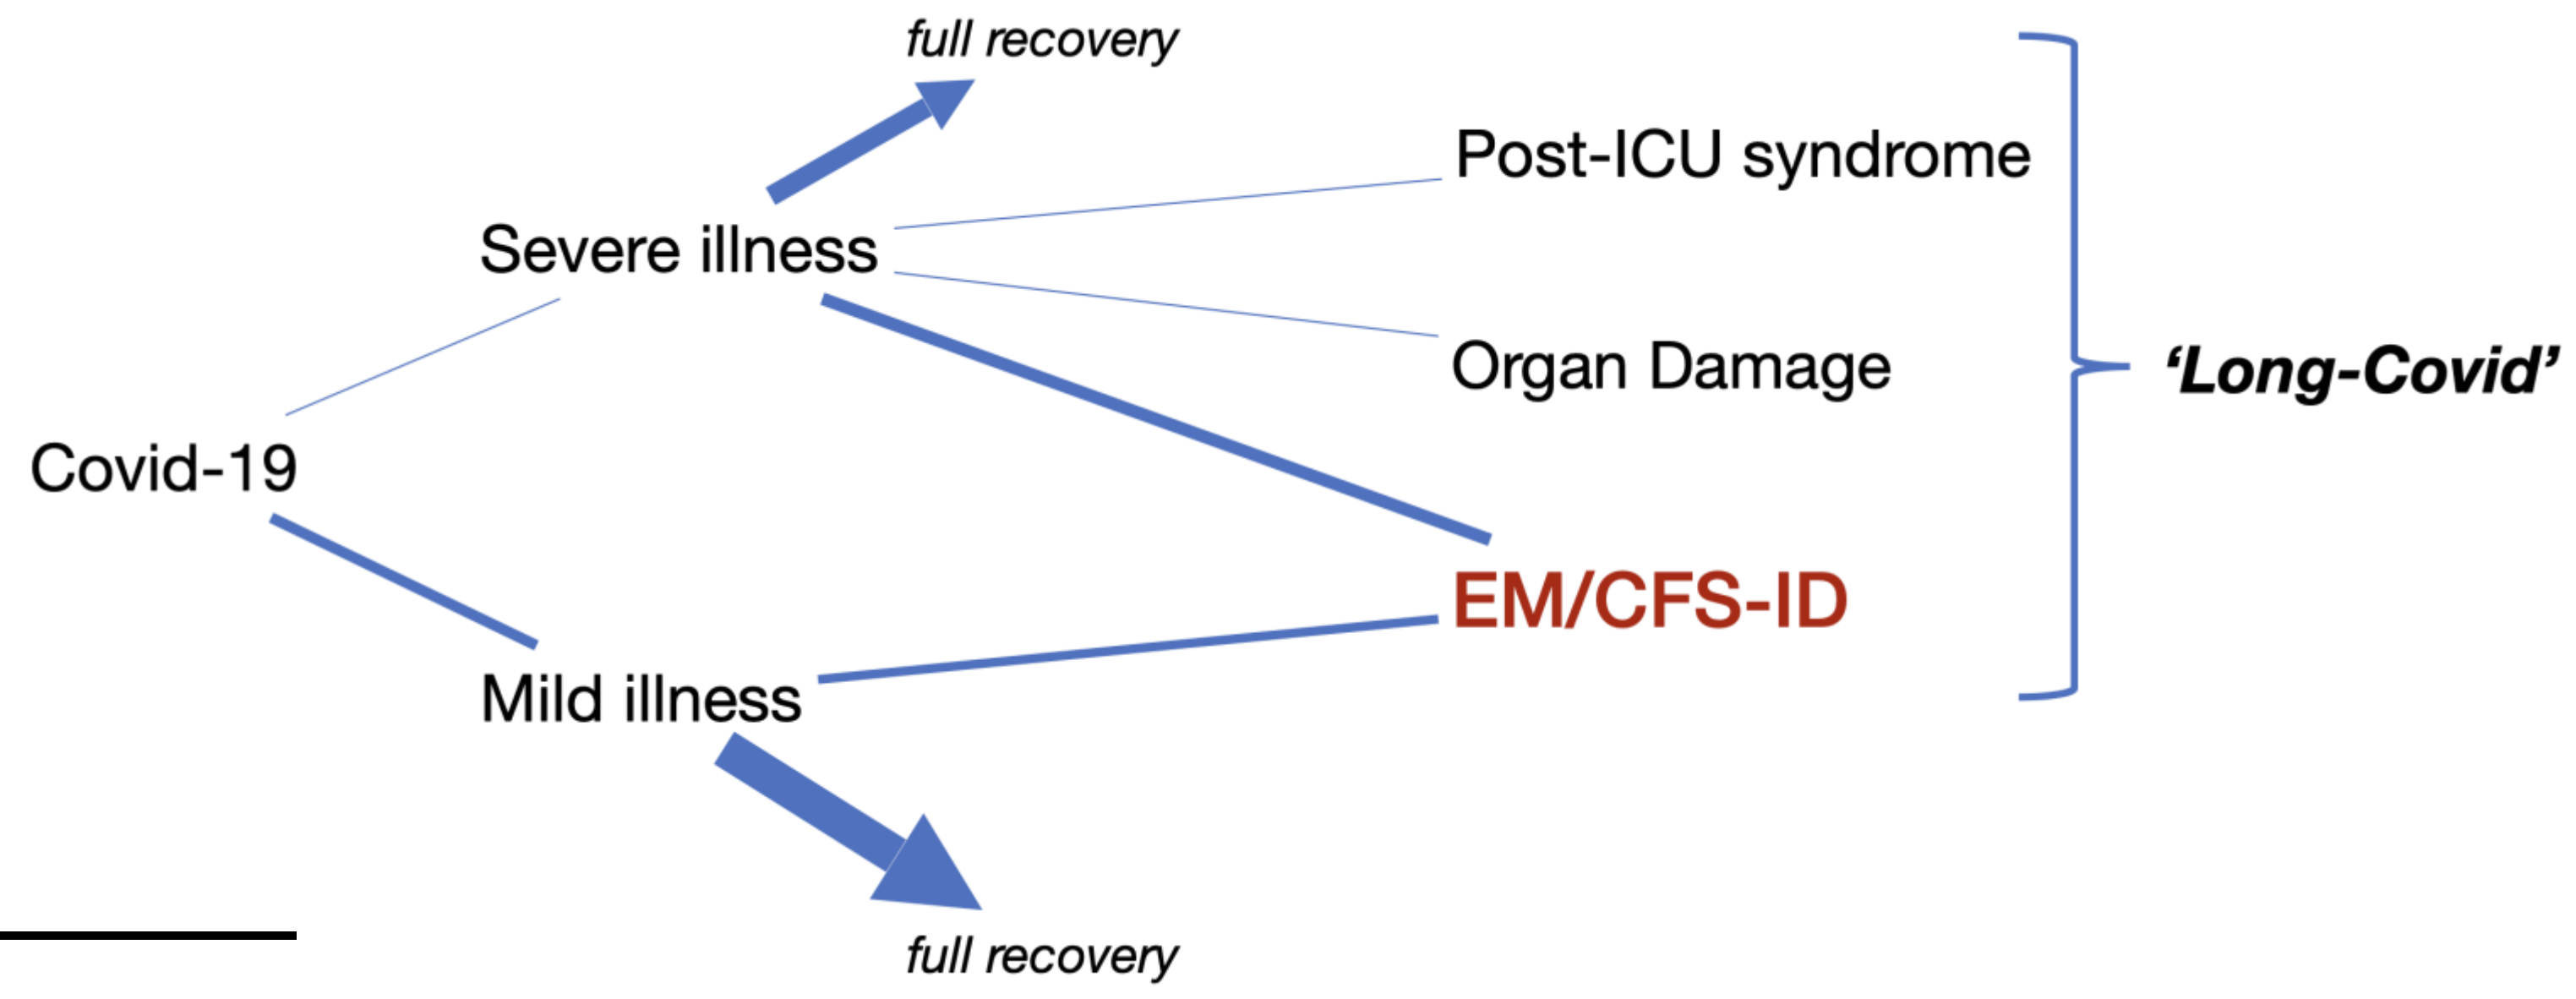 full recovery
Post-ICU syndrome
Severe illness
Organ Damage
‘Long-Covid’
Covid-19
EM/CFS-ID
Mild illness
full recovery